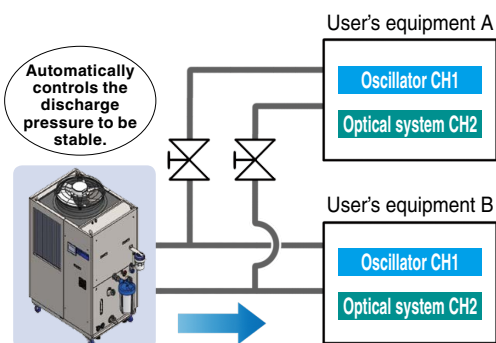 Automatically
controls the
discharge
pressure to be
stable.
User's equipment A
Oscillator CH1
Optical system CH2
User's equipment B
Oscillator CH1
Optical system CH2